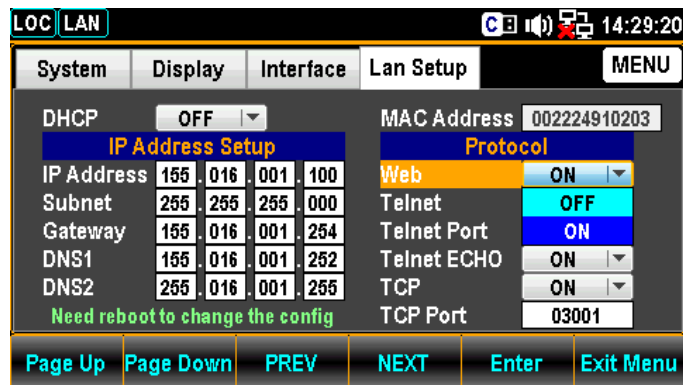 LOC LAN C 14:29:20
System Display Interface Lan Setup MENU
DHCP OFF
IP Address Setup
IP Address 155.016.001.100
Subnet 255.255.255.000
Gateway 155.016.001.254
DNS1 155.016.001.252
DNS2 255.016.001.255
Need reboot to change the config
MAC Address 002224910203
Protocol
Web ON
Telnet OFF
Telnet Port ON
Telnet ECHO ON
TCP ON
TCP Port 03001
Page Up Page Down PREV NEXT Enter Exit Menu